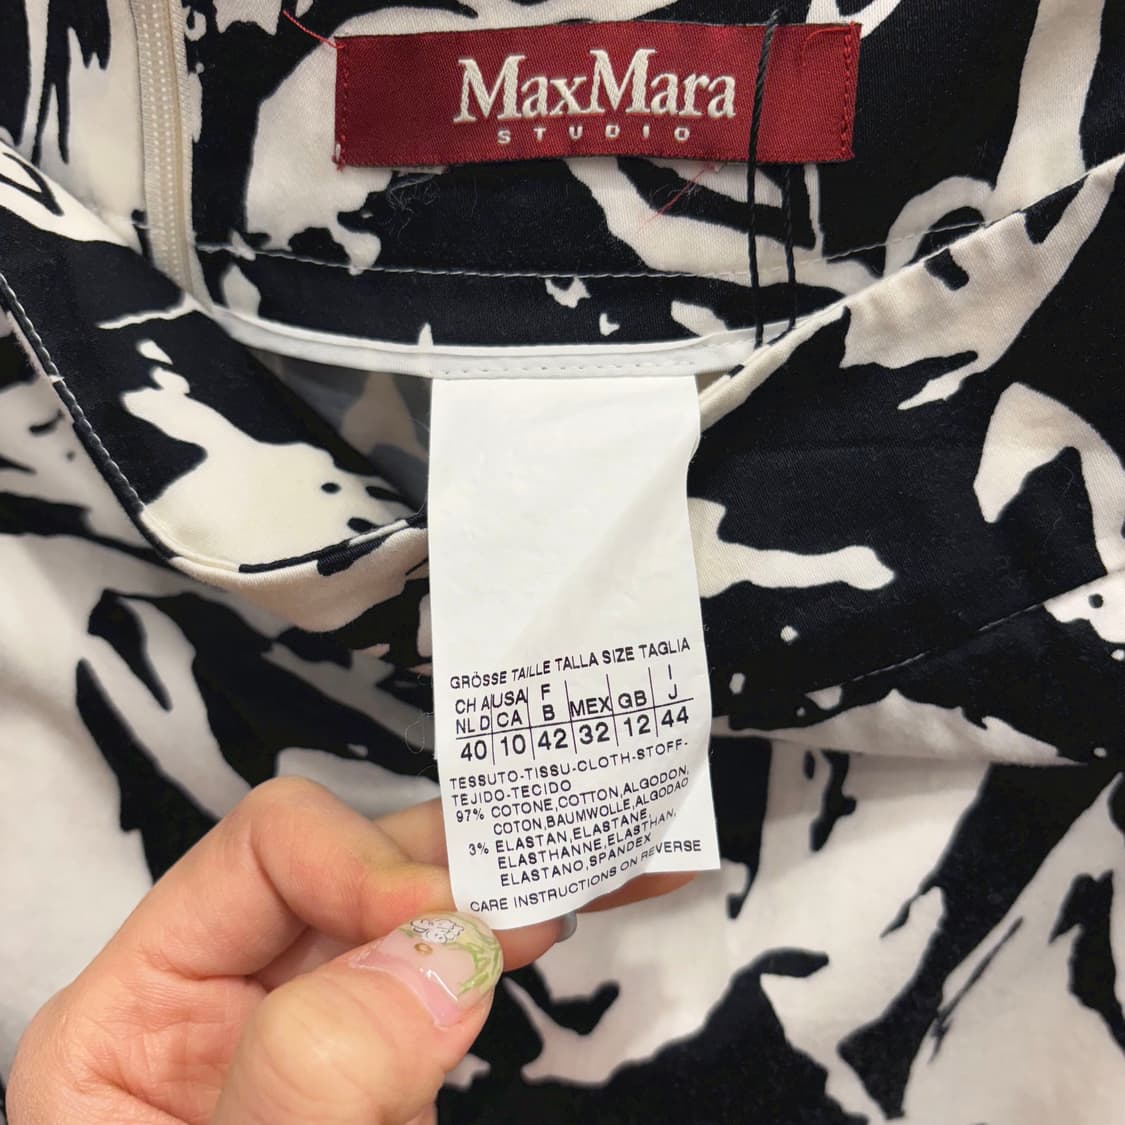 MaxMara
STUDIO
GRÖSSE TAILLE TALLA SIZE TAGLIA
CH A USA F MEX GB I
NL D CA B J
40 10 42 32 12 44
TESSUTO-TISSU-CLOTH-STOFF-
TEJIDO-TECIDO
97% COTONE,COTTON,ALGODON,
COTON,BAUMWOLLE,ALGODAO
3% ELASTAN,ELASTANE,
ELASTHANNE,ELASTHAN,
ELASTANO,SPANDEX
CARE INSTRUCTIONS ON REVERSE